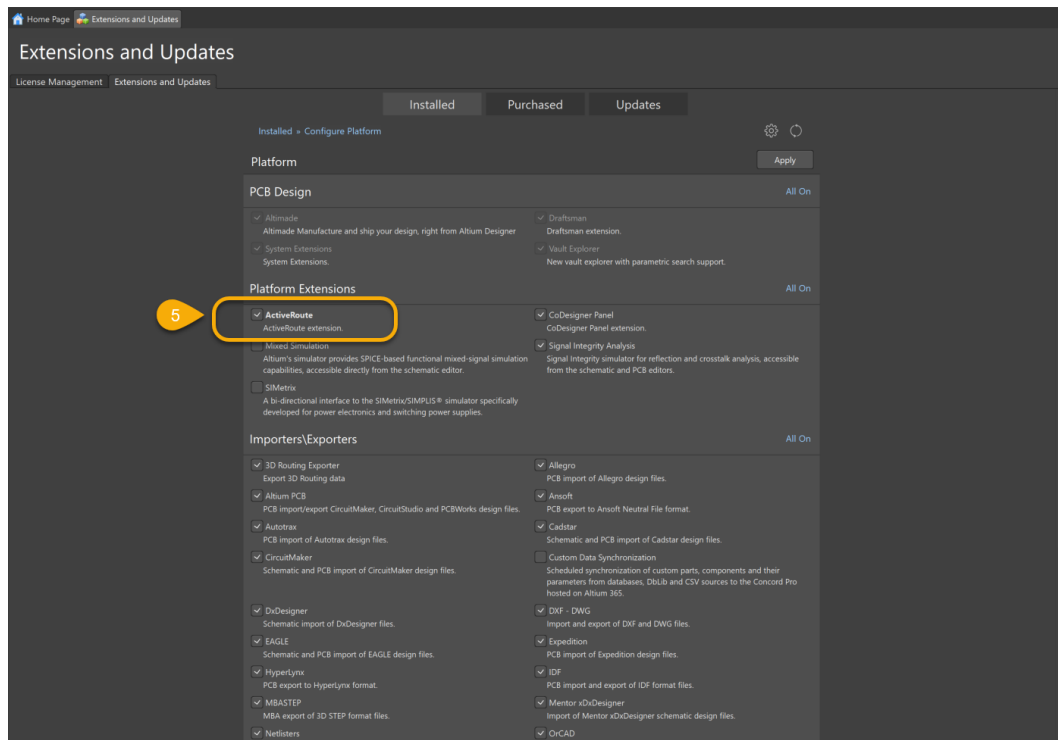 Home Page
Extensions and Updates
Extensions and Updates
License Management
Extensions and Updates
Installed
Purchased
Updates
Installed » Configure Platform
Platform
Apply
PCB Design
All On
Altimade
Altimade Manufacture and ship your design, right from Altium Designer
Draftsman
Draftsman extension.
System Extensions
System Extensions.
Vault Explorer
New vault explorer with parametric search support.
Platform Extensions
All On
5
ActiveRoute
ActiveRoute extension.
CoDesigner Panel
CoDesigner Panel extension.
Mixed Simulation
Altium's simulator provides SPICE-based functional mixed-signal simulation
capabilities, accessible directly from the schematic editor.
Signal Integrity Analysis
Signal Integrity simulator for reflection and crosstalk analysis, accessible
from the schematic and PCB editors.
SIMetrix
A bi-directional interface to the SIMetrix/SIMPLIS® simulator specifically
developed for power electronics and switching power supplies.
Importers\Exporters
All On
3D Routing Exporter
Export 3D Routing data
Allegro
PCB import of Allegro design files.
Altium PCB
PCB import/export CircuitMaker, CircuitStudio and PCBWorks design files.
Ansoft
PCB export to Ansoft Neutral File format.
Autotrax
PCB import of Autotrax design files.
Cadstar
Schematic and PCB import of Cadstar design files.
CircuitMaker
Schematic and PCB import of CircuitMaker design files.
Custom Data Synchronization
Scheduled synchronization of custom parts, components and their
parameters from databases, DbLib and CSV sources to the Concord Pro
hosted on Altium 365.
DxDesigner
Schematic import of DxDesigner files.
DXF - DWG
Import and export of DXF and DWG files.
EAGLE
Schematic and PCB import of EAGLE design files.
Expedition
PCB import of Expedition design files.
HyperLynx
PCB export to HyperLynx format.
IDF
PCB import and export of IDF format files.
MBASTEP
MBA export of 3D STEP format files.
Mentor xDxDesigner
Import of Mentor xDxDesigner schematic design files.
Netlisters
OrCAD